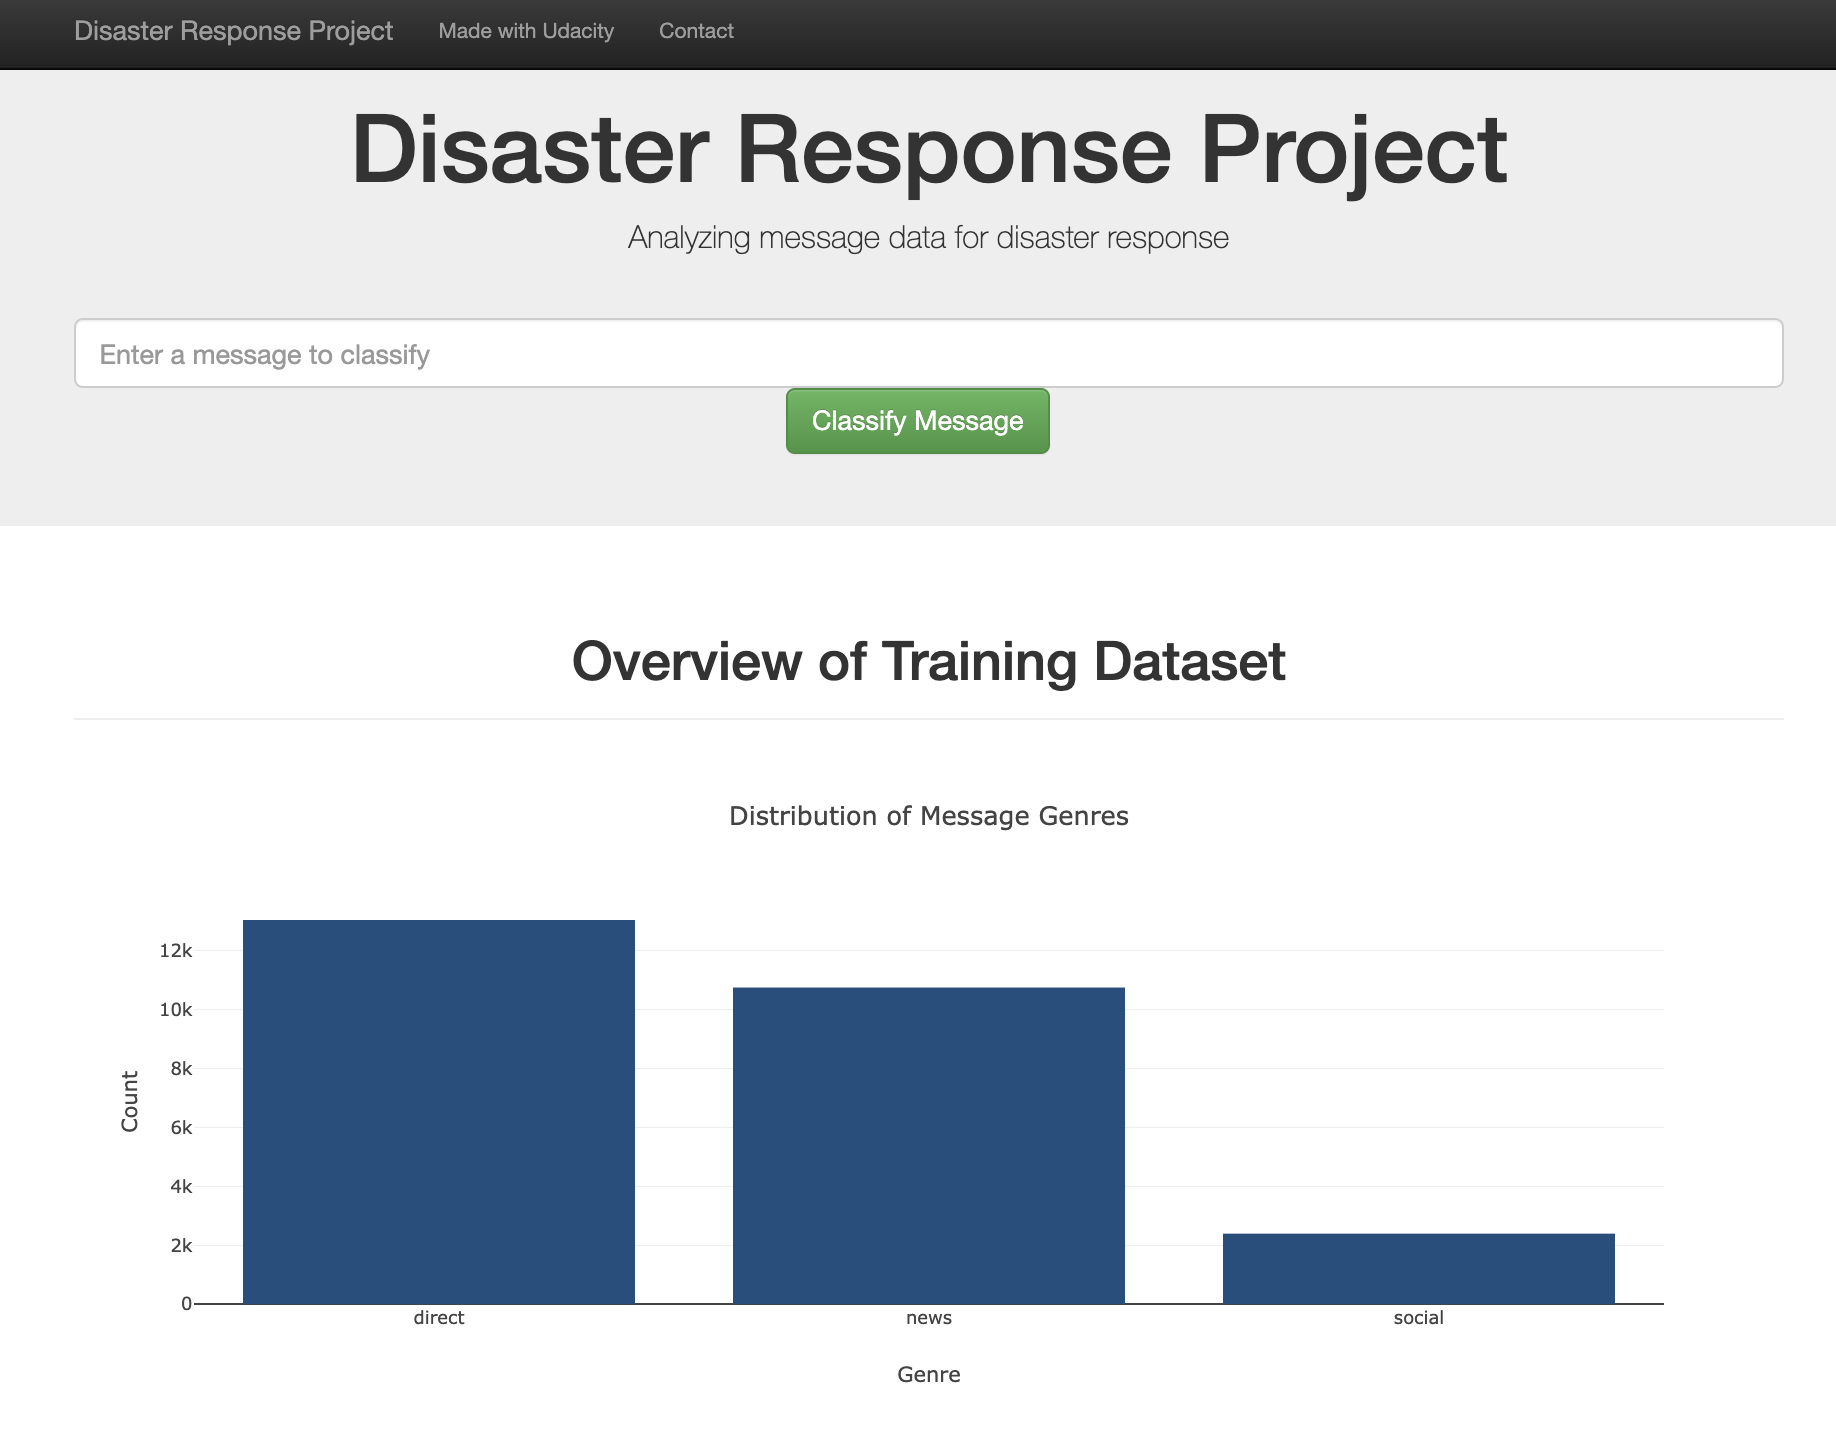 Disaster Response Project Made with Udacity Contact
Disaster Response Project
Analyzing message data for disaster response
Enter a message to classify
Classify Message
Overview of Training Dataset
Distribution of Message Genres
12k
10k
8k
6k
4k
2k
0
Count
direct news social
Genre